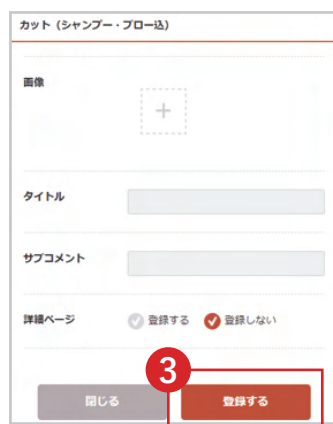 カット（シャンプー・ブロー込）
画像
+
タイトル
サブコメント
詳細ページ 登録する 登録しない
3
閉じる 登録する